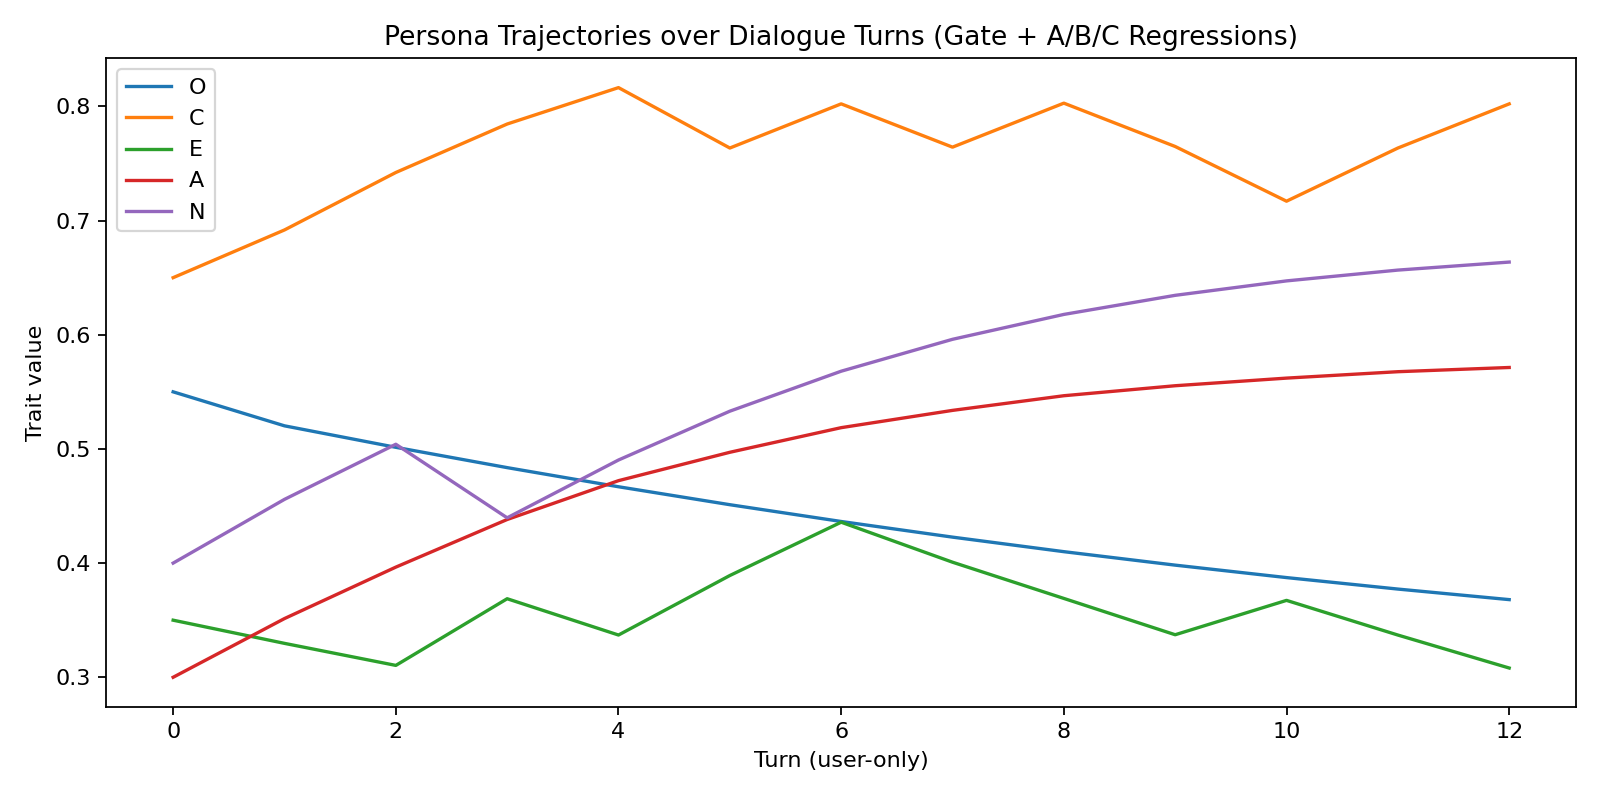 Persona Trajectories over Dialogue Turns (Gate + A/B/C Regressions)
O
C
E
A
N
Trait value
0.8
0.7
0.6
0.5
0.4
0.3
0
2
4
6
8
10
12
Turn (user-only)